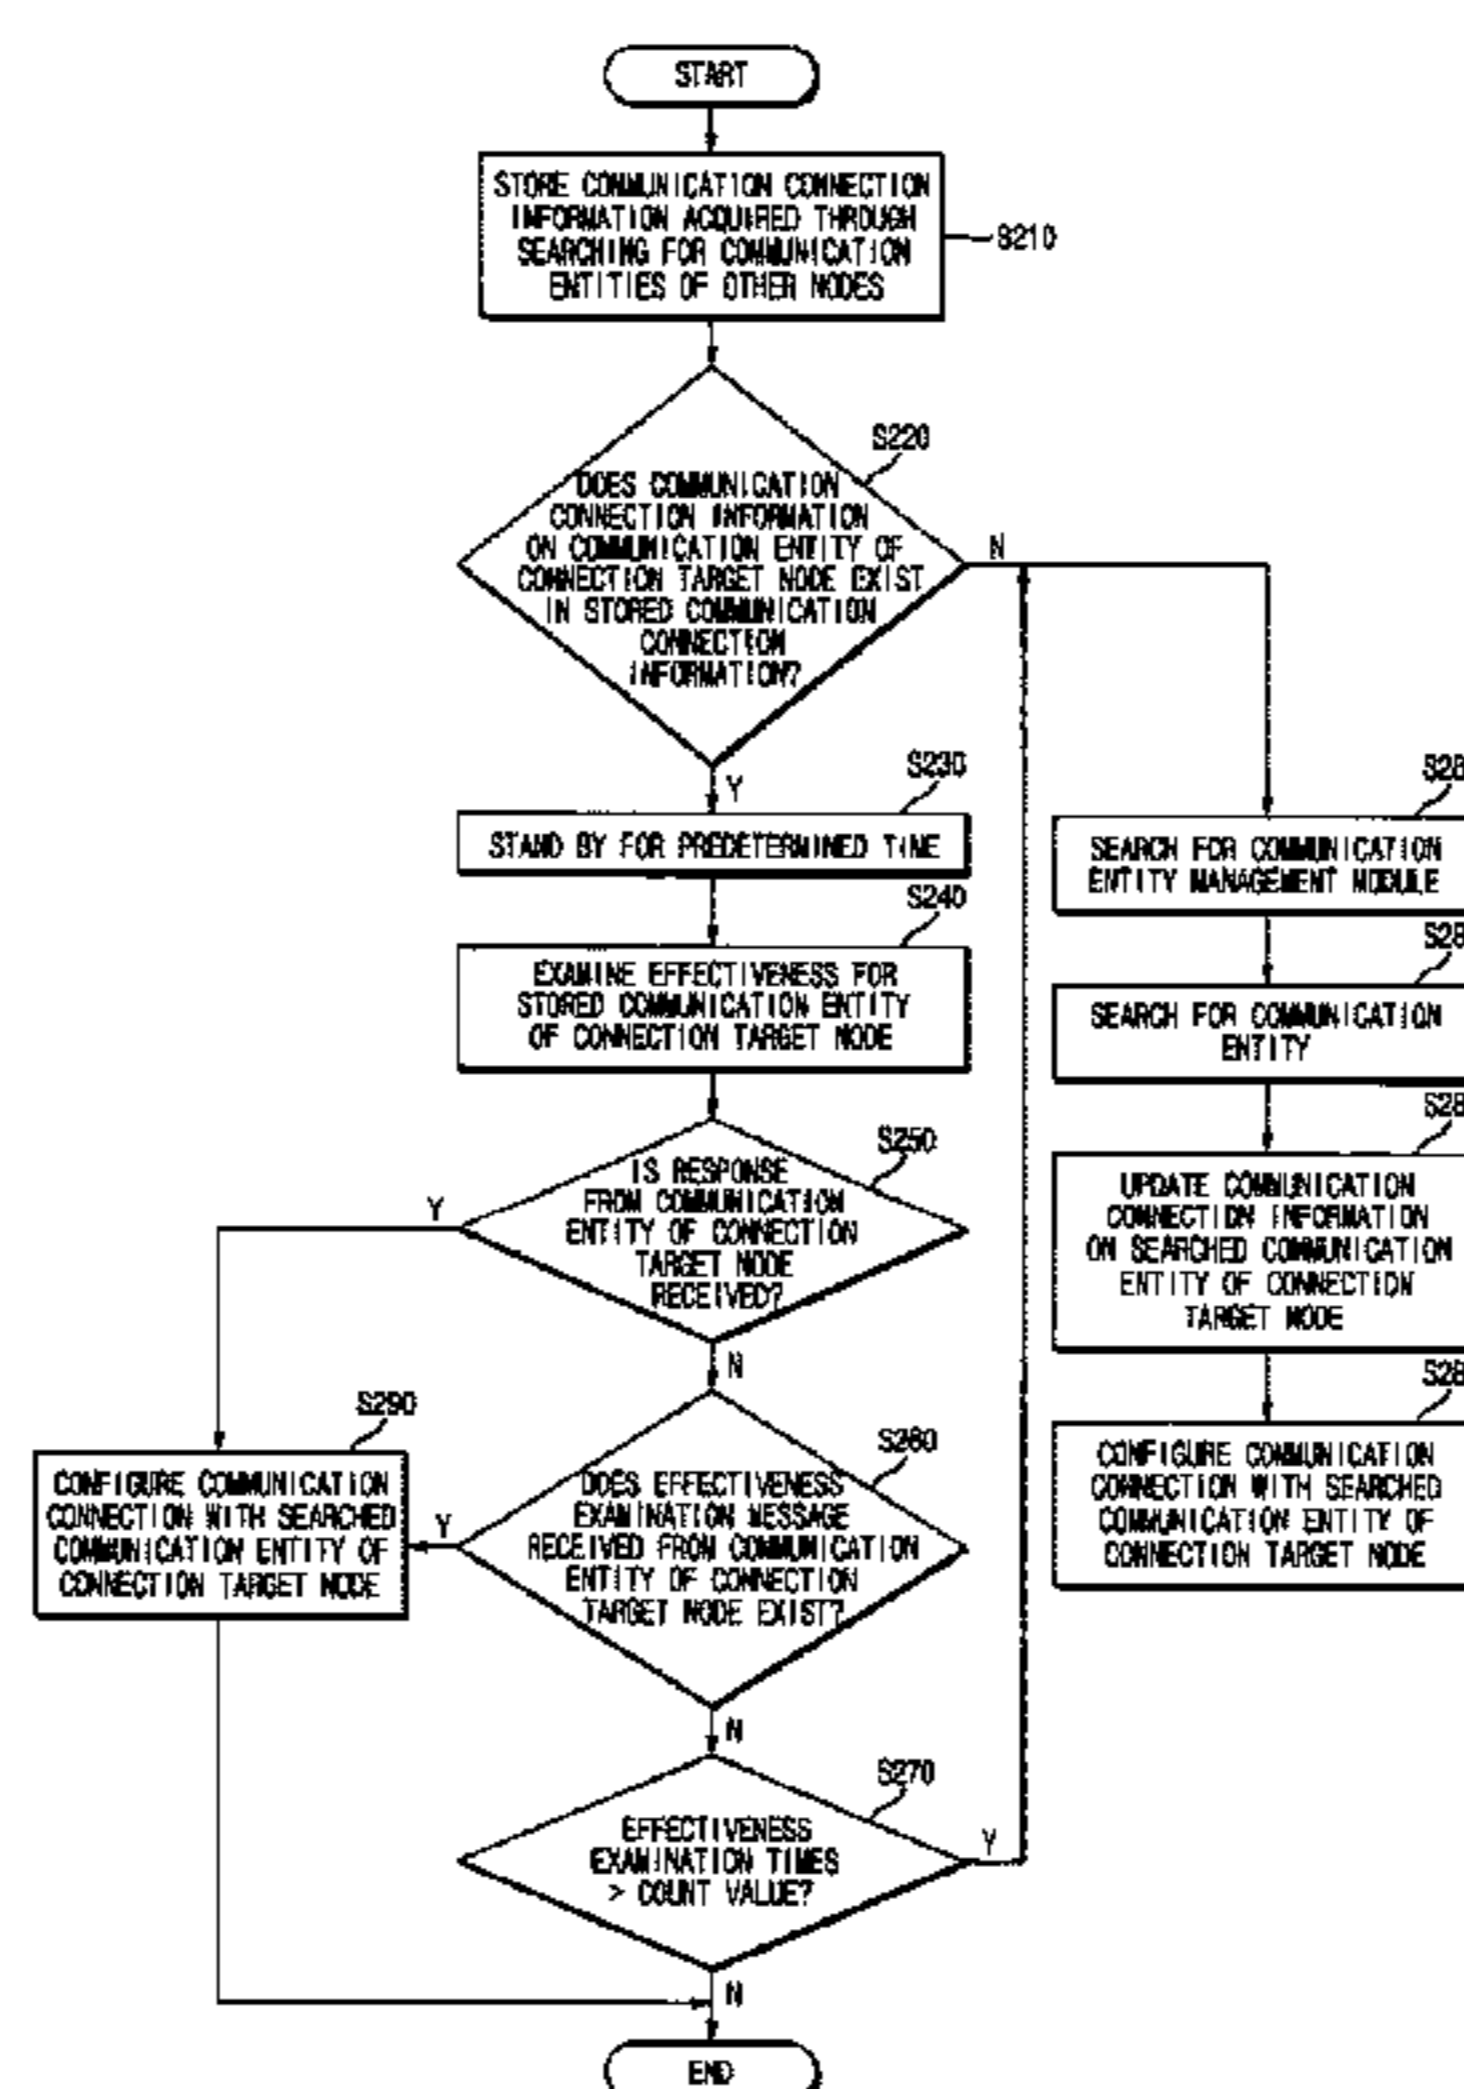 START
STORE COMMUNICATION CONNECTION
INFORMATION ACQUIRED THROUGH
SEARCHING FOR COMMUNICATION
ENTITIES OF OTHER NODES
S210
S220
DOES COMMUNICATION
CONNECTION INFORMATION
ON COMMUNICATION ENTITY OF
CONNECTION TARGET NODE EXIST
IN STORED COMMUNICATION
CONNECTION
INFORMATION?
N
Y
S230
STAND BY FOR PREDETERMINED TIME
S240
EXAMINE EFFECTIVENESS FOR
STORED COMMUNICATION ENTITY
OF CONNECTION TARGET NODE
S250
IS RESPONSE
FROM COMMUNICATION
ENTITY OF CONNECTION
TARGET NODE
RECEIVED?
Y
N
S260
DOES EFFECTIVENESS
EXAMINATION MESSAGE
RECEIVED FROM COMMUNICATION
ENTITY OF CONNECTION
TARGET NODE EXIST?
Y
N
S290
CONFIGURE COMMUNICATION
CONNECTION WITH SEARCHED
COMMUNICATION ENTITY OF
CONNECTION TARGET NODE
S270
EFFECTIVENESS
EXAMINATION TIMES
> COUNT VALUE?
Y
N
END
S28
SEARCH FOR COMMUNICATION
ENTITY MANAGEMENT MODULE
S28
SEARCH FOR COMMUNICATION
ENTITY
S28
UPDATE COMMUNICATION
CONNECTION INFORMATION
ON SEARCHED COMMUNICATION
ENTITY OF CONNECTION
TARGET NODE
S28
CONFIGURE COMMUNICATION
CONNECTION WITH SEARCHED
COMMUNICATION ENTITY OF
CONNECTION TARGET NODE